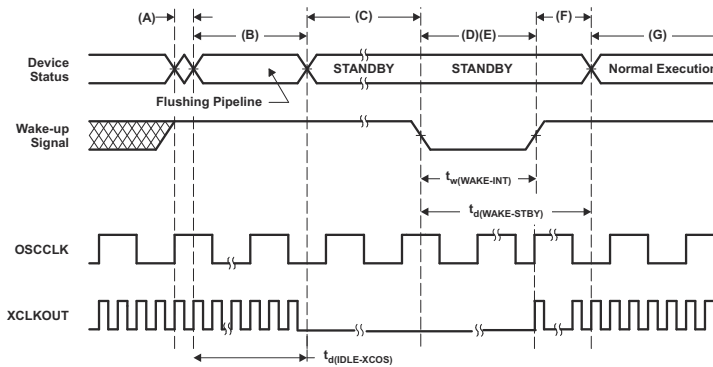 (A)
(B)
(C)
(D)(E)
(F)
(G)
Device
Status
STANDBY
STANDBY
Normal Execution
Flushing Pipeline
Wake-up
Signal
tw(WAKE-INT)
td(WAKE-STBY)
OSCCLK
XCLKOUT
td(IDLE-XCOS)